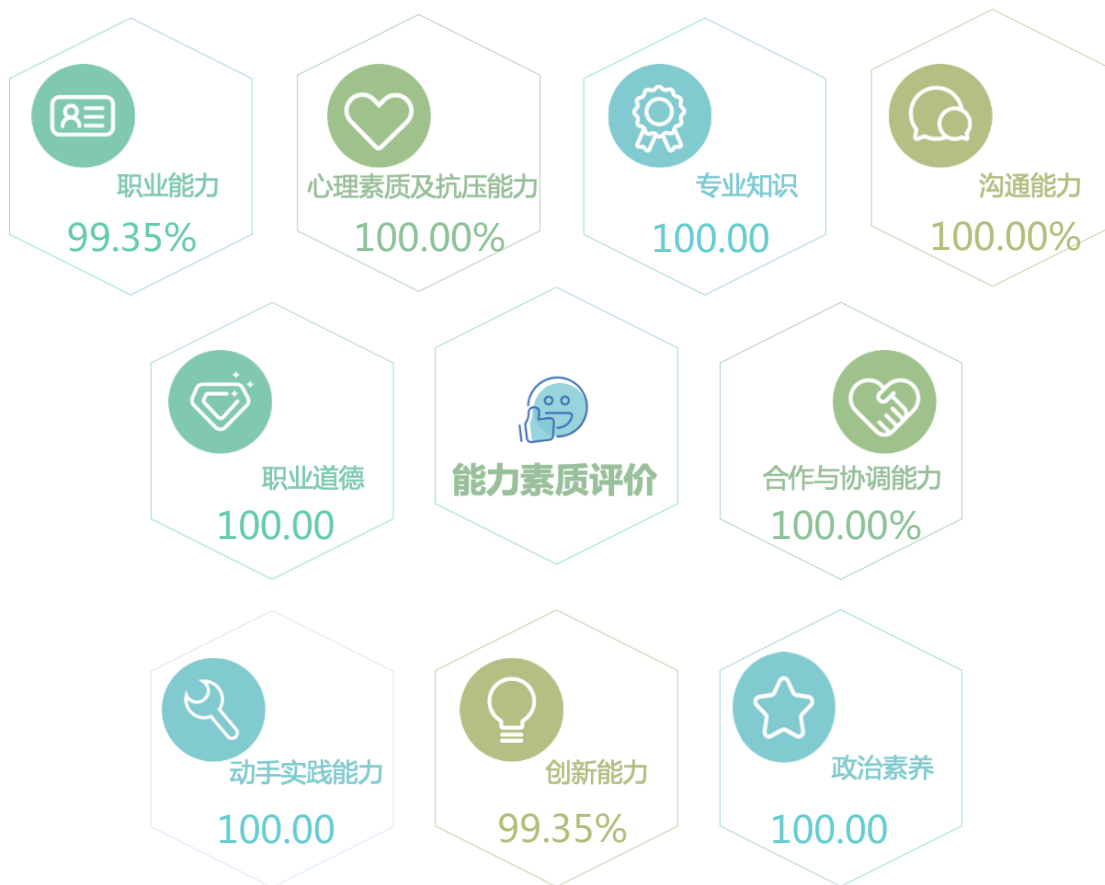 职业能力
99.35%
心理素质及抗压能力
100.00%
专业知识
100.00
沟通能力
100.00%
职业道德
100.00
能力素质评价
合作与协调能力
100.00%
动手实践能力
100.00
创新能力
99.35%
政治素养
100.00